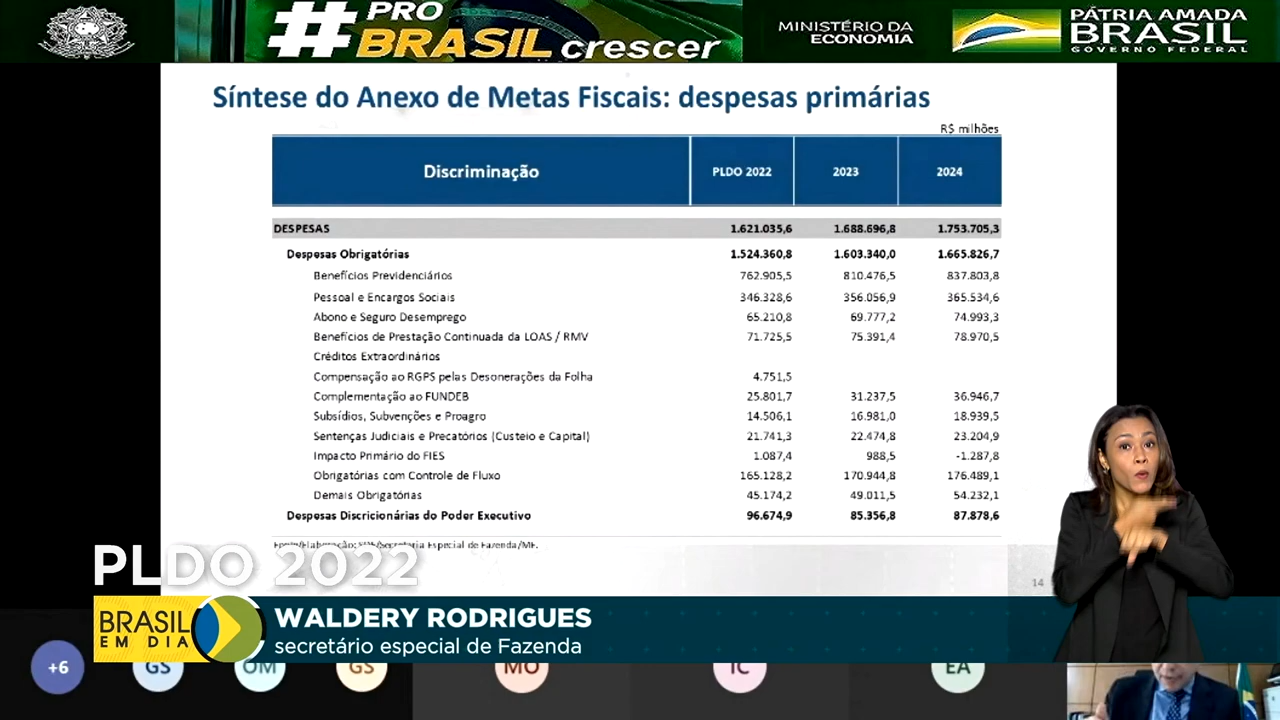 #PRO
BRASIL crescer
MINISTÉRIO DA
ECONOMIA
PÁTRIA AMADA
BRASIL
GOVERNO FEDERAL
Síntese do Anexo de Metas Fiscais: despesas primárias
R$ milhões
Discriminação PLDO 2022 2023 2024
DESPESAS 1.621.035,6 1.688.696,8 1.753.705,3
Despesas Obrigatórias 1.524.360,8 1.603.340,0 1.665.826,7
Benefícios Previdenciários 762.905,5 810.476,5 837.803,8
Pessoal e Encargos Sociais 346.328,6 356.056,9 365.534,6
Abono e Seguro Desemprego 65.210,8 69.777,2 74.993,3
Benefícios de Prestação Continuada da LOAS / RMV 71.725,5 75.391,4 78.970,5
Créditos Extraordinários
Compensação ao RGPS pelas Desonerações da Folha 4.751,5
Complementação ao FUNDEB 25.801,7 31.237,5 36.946,7
Subsídios, Subvenções e Proagro 14.506,1 16.981,0 18.939,5
Sentenças Judiciais e Precatórios (Custeio e Capital) 21.741,3 22.474,8 23.204,9
Impacto Primário do FIES 1.087,4 988,5 -1.287,8
Obrigatórias com Controle de Fluxo 165.128,2 170.944,8 176.489,1
Demais Obrigatórias 45.174,2 49.011,5 54.232,1
Despesas Discricionárias do Poder Executivo 96.674,9 85.356,8 87.878,6
Secretaria Especial de Fazenda/ME.
14
PLDO 2022
BRASIL
EM DIA
WALDERY RODRIGUES
secretário especial de Fazenda
+6 GS OM GS MO IC EA